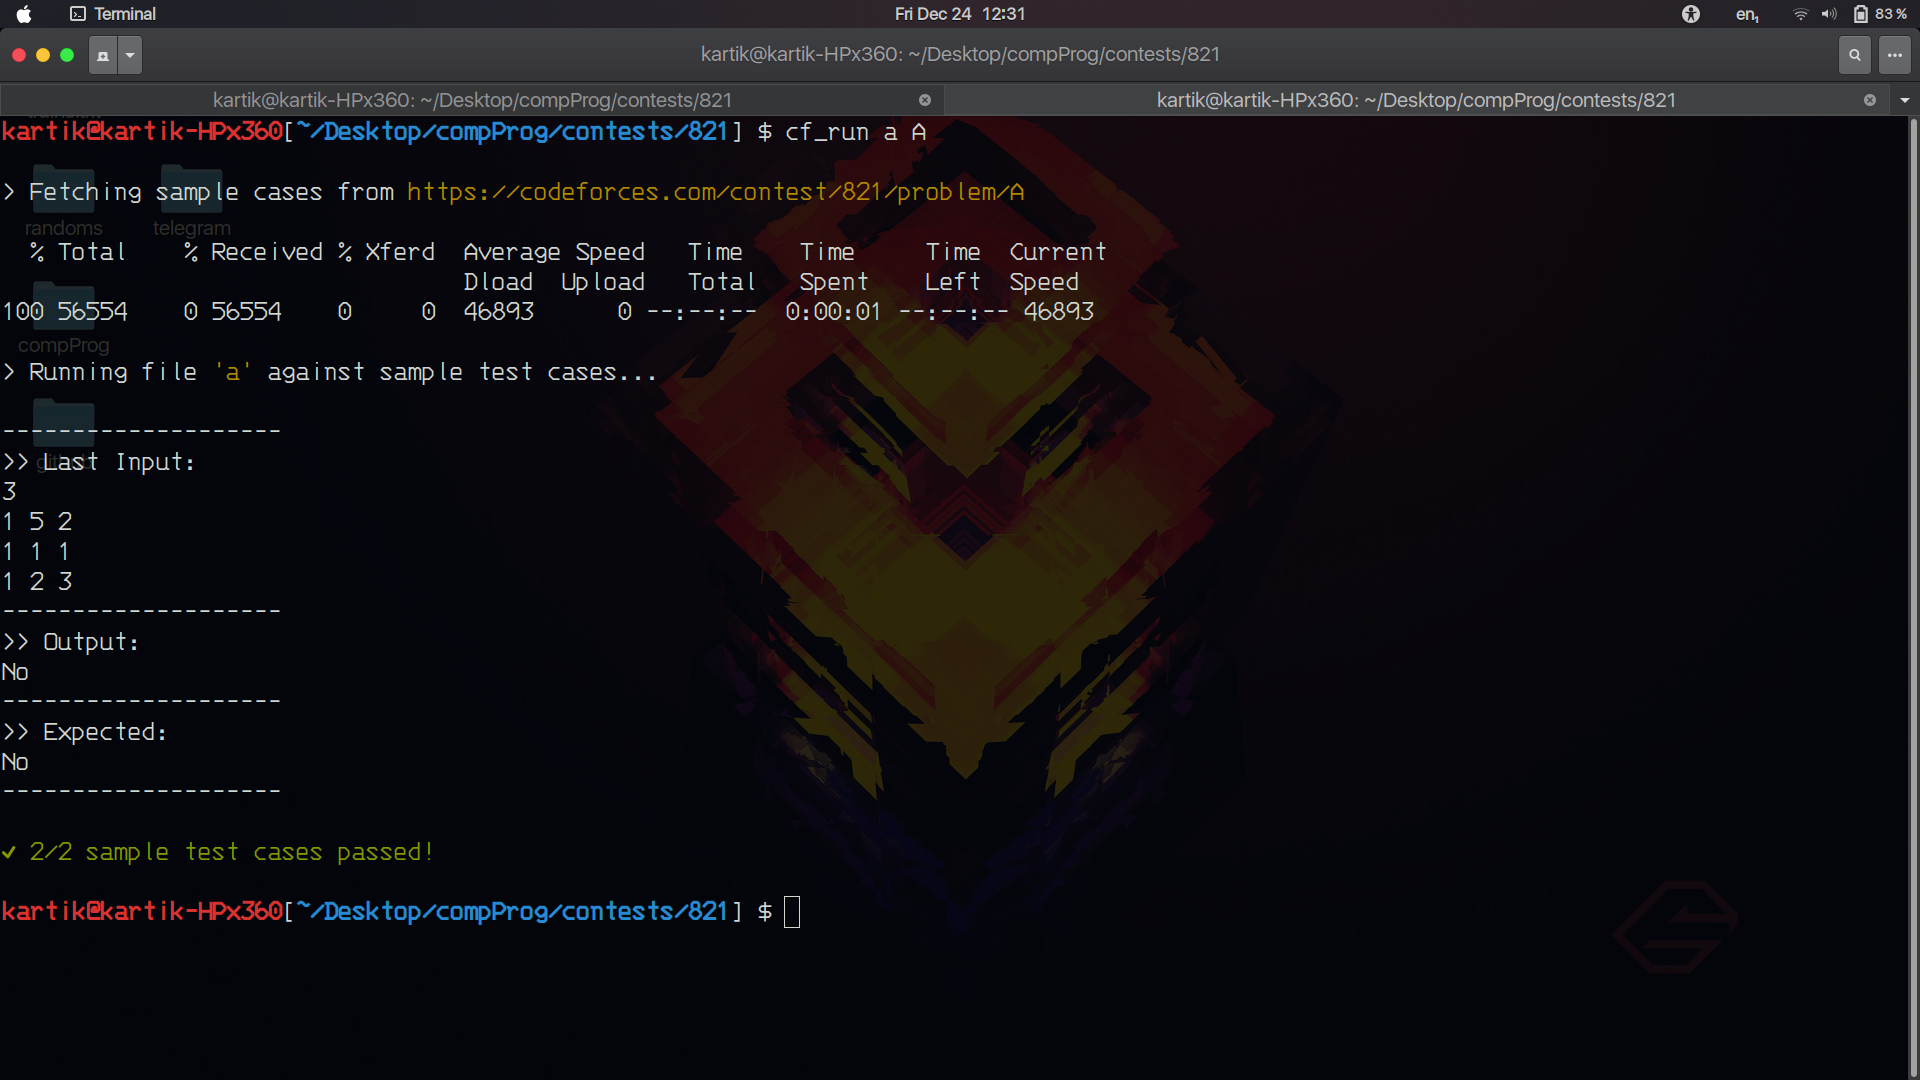 Terminal
Fri Dec 24 12:31
en₁
83 %
kartik@kartik-HPx360: ~/Desktop/compProg/contests/821
kartik@kartik-HPx360: ~/Desktop/compProg/contests/821
kartik@kartik-HPx360: ~/Desktop/compProg/contests/821
kartik@kartik-HPx360[~/Desktop/compProg/contests/821] $ cf_run a A
> Fetching sample cases from https://codeforces.com/contest/821/problem/A
randoms
telegram
% Total % Received % Xferd Average Speed Time Time Time Current
Dload Upload Total Spent Left Speed
100 56554 0 56554 0 0 46893 0 --:--:-- 0:00:01 --:--:-- 46893
compProg
> Running file 'a' against sample test cases...
--------------------
>> Last Input:
3
1 5 2
1 1 1
1 2 3
--------------------
>> Output:
No
--------------------
>> Expected:
No
--------------------
✓ 2/2 sample test cases passed!
kartik@kartik-HPx360[~/Desktop/compProg/contests/821] $